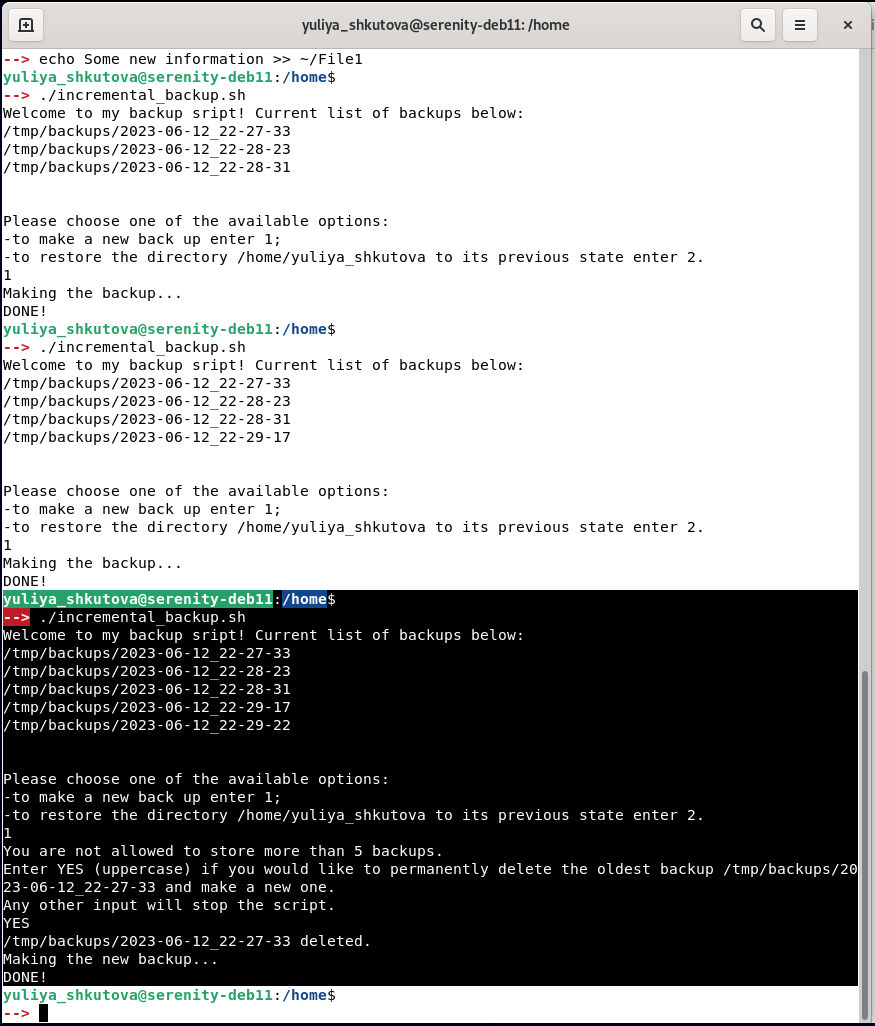 yuliya_shkutova@serenity-deb11: /home
--> echo Some new information >> ~/File1
yuliya_shkutova@serenity-deb11:/home$
--> ./incremental_backup.sh
Welcome to my backup sript! Current list of backups below:
/tmp/backups/2023-06-12_22-27-33
/tmp/backups/2023-06-12_22-28-23
/tmp/backups/2023-06-12_22-28-31
Please choose one of the available options:
-to make a new back up enter 1;
-to restore the directory /home/yuliya_shkutova to its previous state enter 2.
1
Making the backup...
DONE!
yuliya_shkutova@serenity-deb11:/home$
--> ./incremental_backup.sh
Welcome to my backup sript! Current list of backups below:
/tmp/backups/2023-06-12_22-27-33
/tmp/backups/2023-06-12_22-28-23
/tmp/backups/2023-06-12_22-28-31
/tmp/backups/2023-06-12_22-29-17
Please choose one of the available options:
-to make a new back up enter 1;
-to restore the directory /home/yuliya_shkutova to its previous state enter 2.
1
Making the backup...
DONE!
yuliya_shkutova@serenity-deb11:/home$
--> ./incremental_backup.sh
Welcome to my backup sript! Current list of backups below:
/tmp/backups/2023-06-12_22-27-33
/tmp/backups/2023-06-12_22-28-23
/tmp/backups/2023-06-12_22-28-31
/tmp/backups/2023-06-12_22-29-17
/tmp/backups/2023-06-12_22-29-22
Please choose one of the available options:
-to make a new back up enter 1;
-to restore the directory /home/yuliya_shkutova to its previous state enter 2.
1
You are not allowed to store more than 5 backups.
Enter YES (uppercase) if you would like to permanently delete the oldest backup /tmp/backups/20
23-06-12_22-27-33 and make a new one.
Any other input will stop the script.
YES
/tmp/backups/2023-06-12_22-27-33 deleted.
Making the new backup...
DONE!
yuliya_shkutova@serenity-deb11:/home$
-->